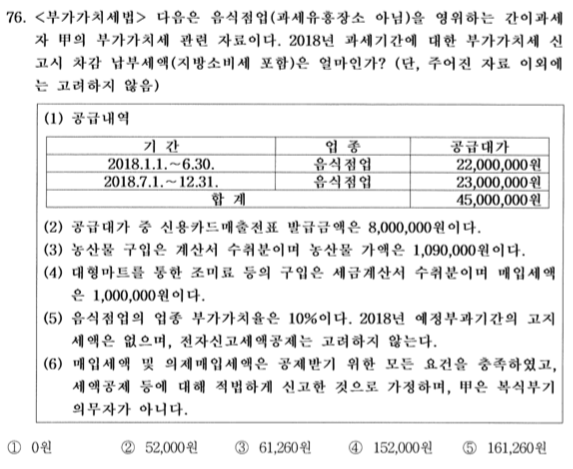 76. <부가가치세법> 다음은 음식점업(과세유흥장소 아님)을 영위하는 간이과세
자 甲의 부가가치세 관련 자료이다. 2018년 과세기간에 대한 부가가치세 신
고시 차감 납부세액(지방소비세 포함)은 얼마인가? (단, 주어진 자료 이외에
는 고려하지 않음)
(1) 공급내역
기 간 업 종 공급대가
2018.1.1.~6.30. 음식점업 22,000,000원
2018.7.1.~12.31. 음식점업 23,000,000원
합 계 45,000,000원
(2) 공급대가 중 신용카드매출전표 발급금액은 8,000,000원이다.
(3) 농산물 구입은 계산서 수취분이며 농산물 가액은 1,090,000원이다.
(4) 대형마트를 통한 조미료 등의 구입은 세금계산서 수취분이며 매입세액
은 1,000,000원이다.
(5) 음식점업의 업종 부가가치율은 10%이다. 2018년 예정부과기간의 고지
세액은 없으며, 전자신고세액공제는 고려하지 않는다.
(6) 매입세액 및 의제매입세액은 공제받기 위한 모든 요건을 충족하였고,
세액공제 등에 대해 적법하게 신고한 것으로 가정하며, 甲은 복식부기
의무자가 아니다.
① 0원 ② 52,000원 ③ 61,260원 ④ 152,000원 ⑤ 161,260원